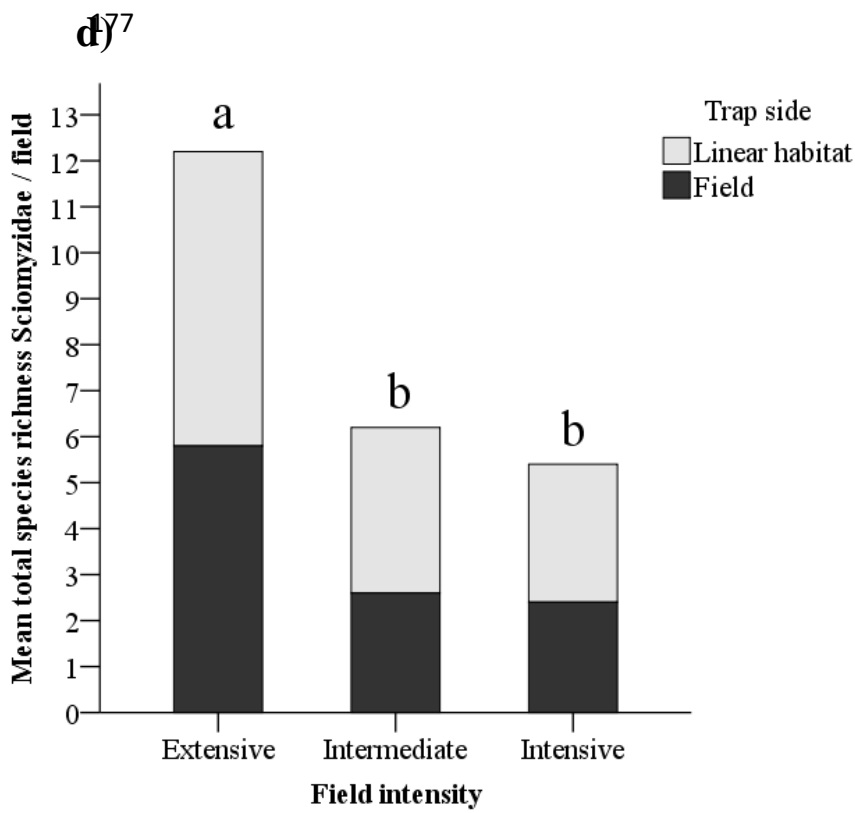 177
d)
Mean total species richness Sciomyzidae / field
13
12
11
10
9
8
7
6
5
4
3
2
1
0
a
b
b
Trap side
Linear habitat
Field
Extensive Intermediate Intensive
Field intensity